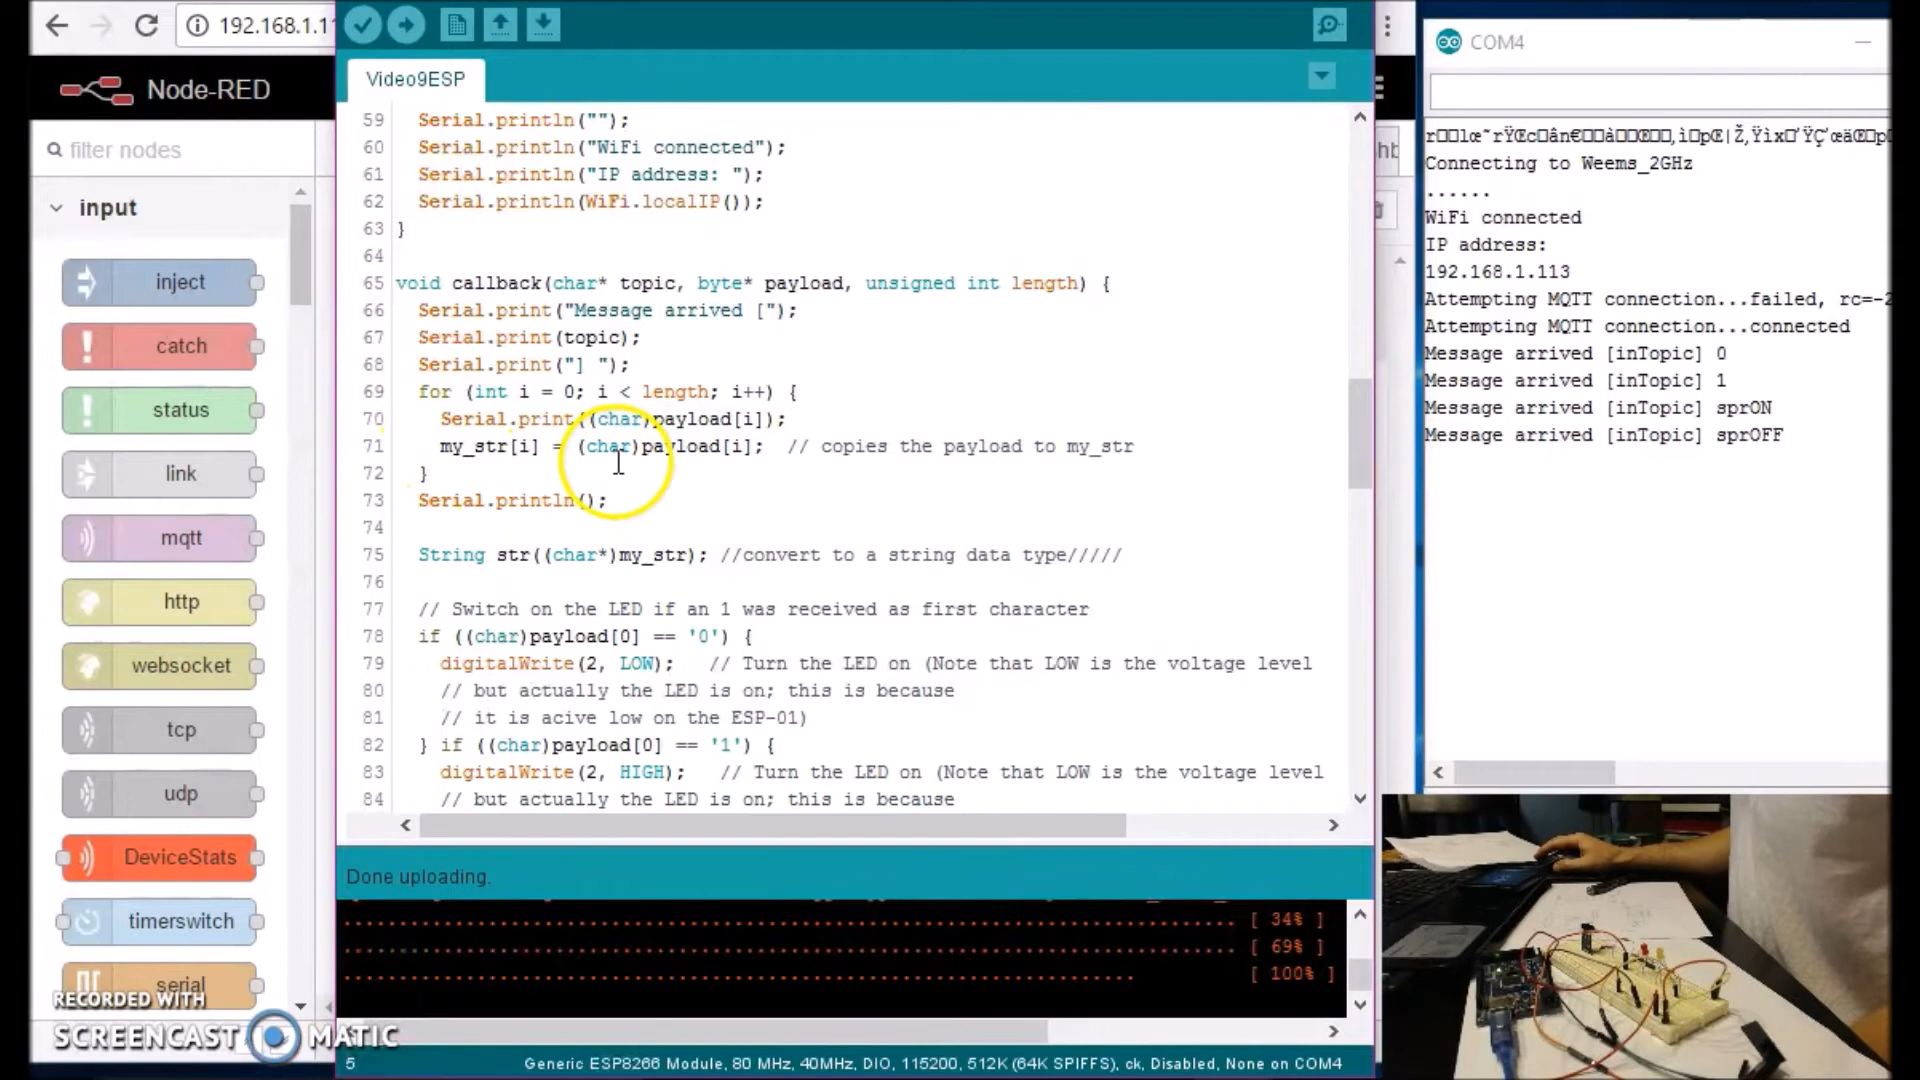 192.168.1.11
Node-RED
filter nodes
input
inject
catch
status
link
mqtt
http
websocket
tcp
udp
DeviceStats
timerswitch
serial
RECORDED WITH
SCREENCAST MATIC
Video9ESP
59 Serial.println("");
60 Serial.println("WiFi connected");
61 Serial.println("IP address: ");
62 Serial.println(WiFi.localIP());
63 }
64
65 void callback(char* topic, byte* payload, unsigned int length) {
66 Serial.print("Message arrived [");
67 Serial.print(topic);
68 Serial.print("] ");
69 for (int i = 0; i < length; i++) {
70 Serial.print((char)payload[i]);
71 my_str[i] = (char)payload[i]; // copies the payload to my_str
72 }
73 Serial.println();
74
75 String str((char*)my_str); //convert to a string data type/////
76
77 // Switch on the LED if an 1 was received as first character
78 if ((char)payload[0] == '0') {
79 digitalWrite(2, LOW); // Turn the LED on (Note that LOW is the voltage level
80 // but actually the LED is on; this is because
81 // it is acive low on the ESP-01)
82 } if ((char)payload[0] == '1') {
83 digitalWrite(2, HIGH); // Turn the LED on (Note that LOW is the voltage level
84 // but actually the LED is on; this is because
Done uploading.
................................................................................ [ 34% ]
................................................................................ [ 69% ]
....................................................................... [ 100% ]
5
Generic ESP8266 Module, 80 MHz, 40MHz, DIO, 115200, 512K (64K SPIFFS), ck, Disabled, None on COM4
COM4
Connecting to Weems_2GHz
......
WiFi connected
IP address:
192.168.1.113
Attempting MQTT connection...failed, rc=-2
Attempting MQTT connection...connected
Message arrived [inTopic] 0
Message arrived [inTopic] 1
Message arrived [inTopic] sprON
Message arrived [inTopic] sprOFF